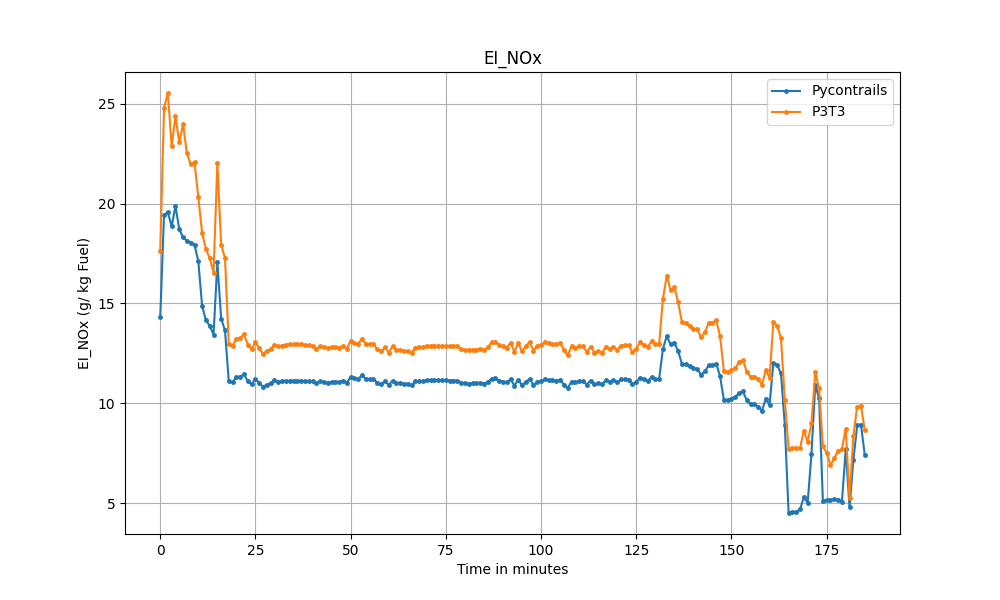 EI_NOx
Pycontrails
P3T3
EI_NOx (g/ kg Fuel)
25
20
15
10
5
0 25 50 75 100 125 150 175
Time in minutes